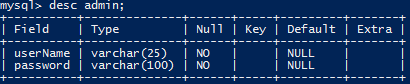 mysql> desc admin;
+----------+--------------+------+-----+---------+-------+
| Field    | Type         | Null | Key | Default | Extra |
+----------+--------------+------+-----+---------+-------+
| userName | varchar(25)  | NO   |     | NULL    |       |
| password | varchar(100) | NO   |     | NULL    |       |
+----------+--------------+------+-----+---------+-------+